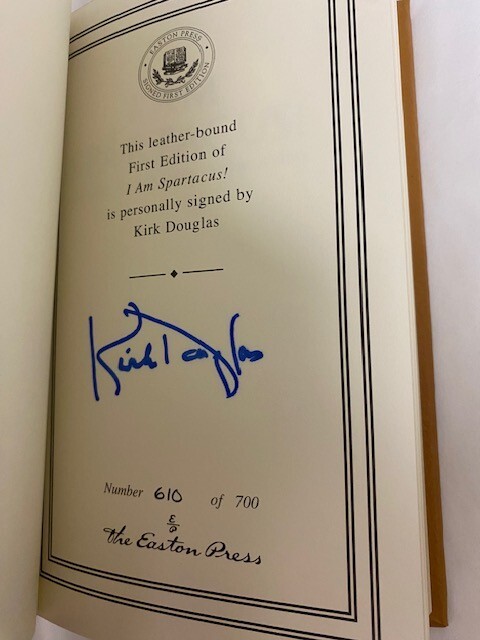 EASTON PRESS
SIGNED FIRST EDITION
This leather-bound
First Edition of
I Am Spartacus!
is personally signed by
Kirk Douglas
Kirk Douglas
Number 610 of 700
E
P
The Easton Press